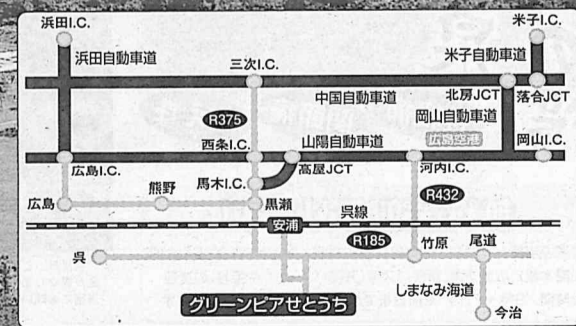 浜田I.C.
米子I.C.
浜田自動車道
三次I.C.
米子自動車道
中国自動車道
北房JCT
落合JCT
R375
岡山自動車道
広島空港
西条I.C.
山陽自動車道
岡山I.C.
広島I.C.
馬木I.C.
高屋JCT
河内I.C.
熊野
R432
広島
黒瀬
呉線
安浦
R185
竹原
尾道
呉
しまなみ海道
グリーンピアせとうち
今治